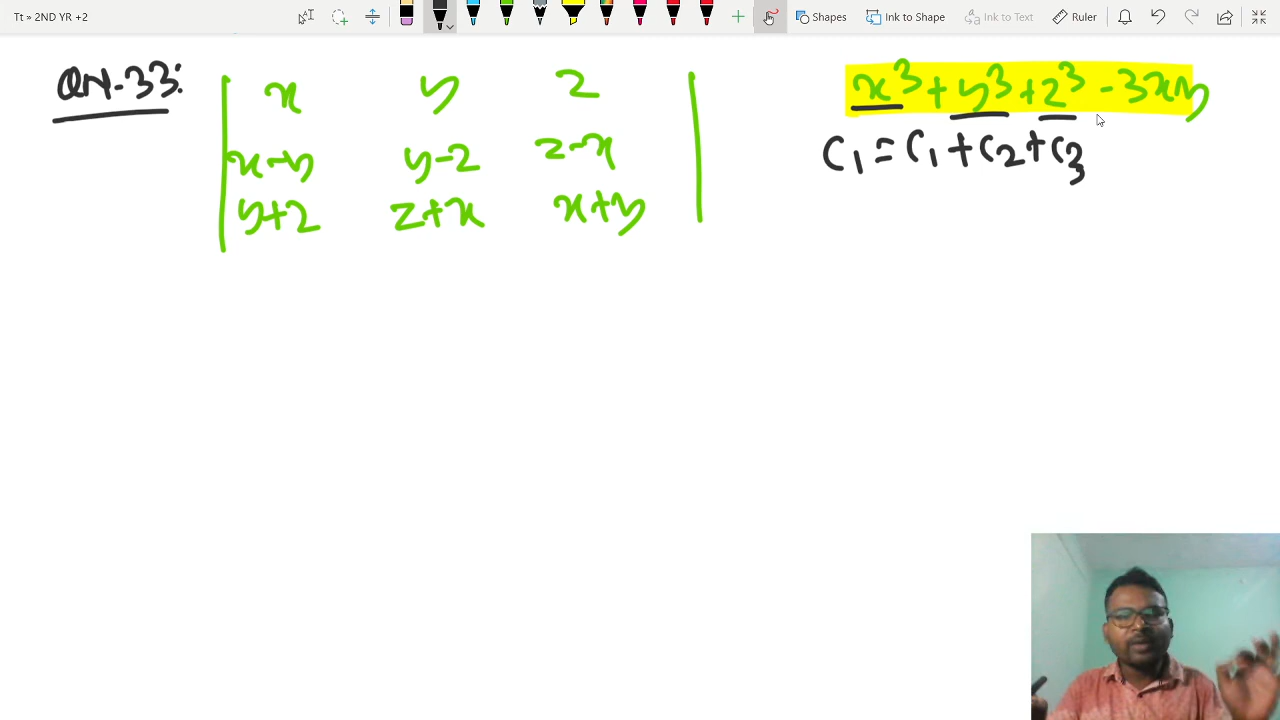 Tt > 2ND YR +2
Shapes
Ink to Shape
Ink to Text
Ruler
QN-33:
x y z
x-y y-z z-x
y+z z+x x+y
x³+y³+z³-3xy
C₁=C₁+C₂+C₃